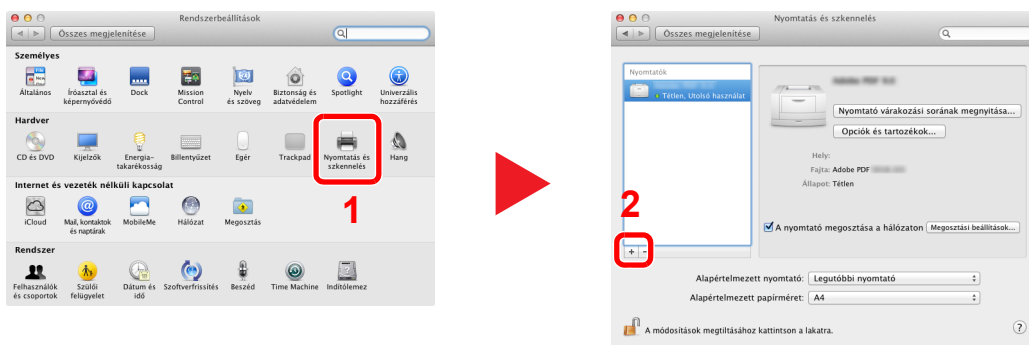 Rendszerbeállítások
Összes megjelenítése
Személyes
Általános
Íróasztal és képernyővédő
Dock
Mission Control
Nyelv és szöveg
Biztonság és adatvédelem
Spotlight
Univerzális hozzáférés
Hardver
CD és DVD
Kijelzők
Energia-takarékosság
Billentyűzet
Egér
Trackpad
Nyomtatás és szkennelés
Hang
Internet és vezeték nélküli kapcsolat
iCloud
Mail, kontaktok és naptárak
MobileMe
Hálózat
Megosztás
1
Rendszer
Felhasználók és csoportok
Szülői felügyelet
Dátum és idő
Szoftverfrissítés
Beszéd
Time Machine
Indítólemez
Nyomtatás és szkennelés
Összes megjelenítése
Nyomtatók
Tétlen, Utolsó használat
Nyomtató várakozási sorának megnyitása...
Opciók és tartozékok...
Hely:
Fajta: Adobe PDF
Állapot: Tétlen
2
A nyomtató megosztása a hálózaton
Megosztási beállítások...
+ -
Alapértelmezett nyomtató: Legutóbbi nyomtató
Alapértelmezett papírméret: A4
A módosítások megtiltásához kattintson a lakatra.
?